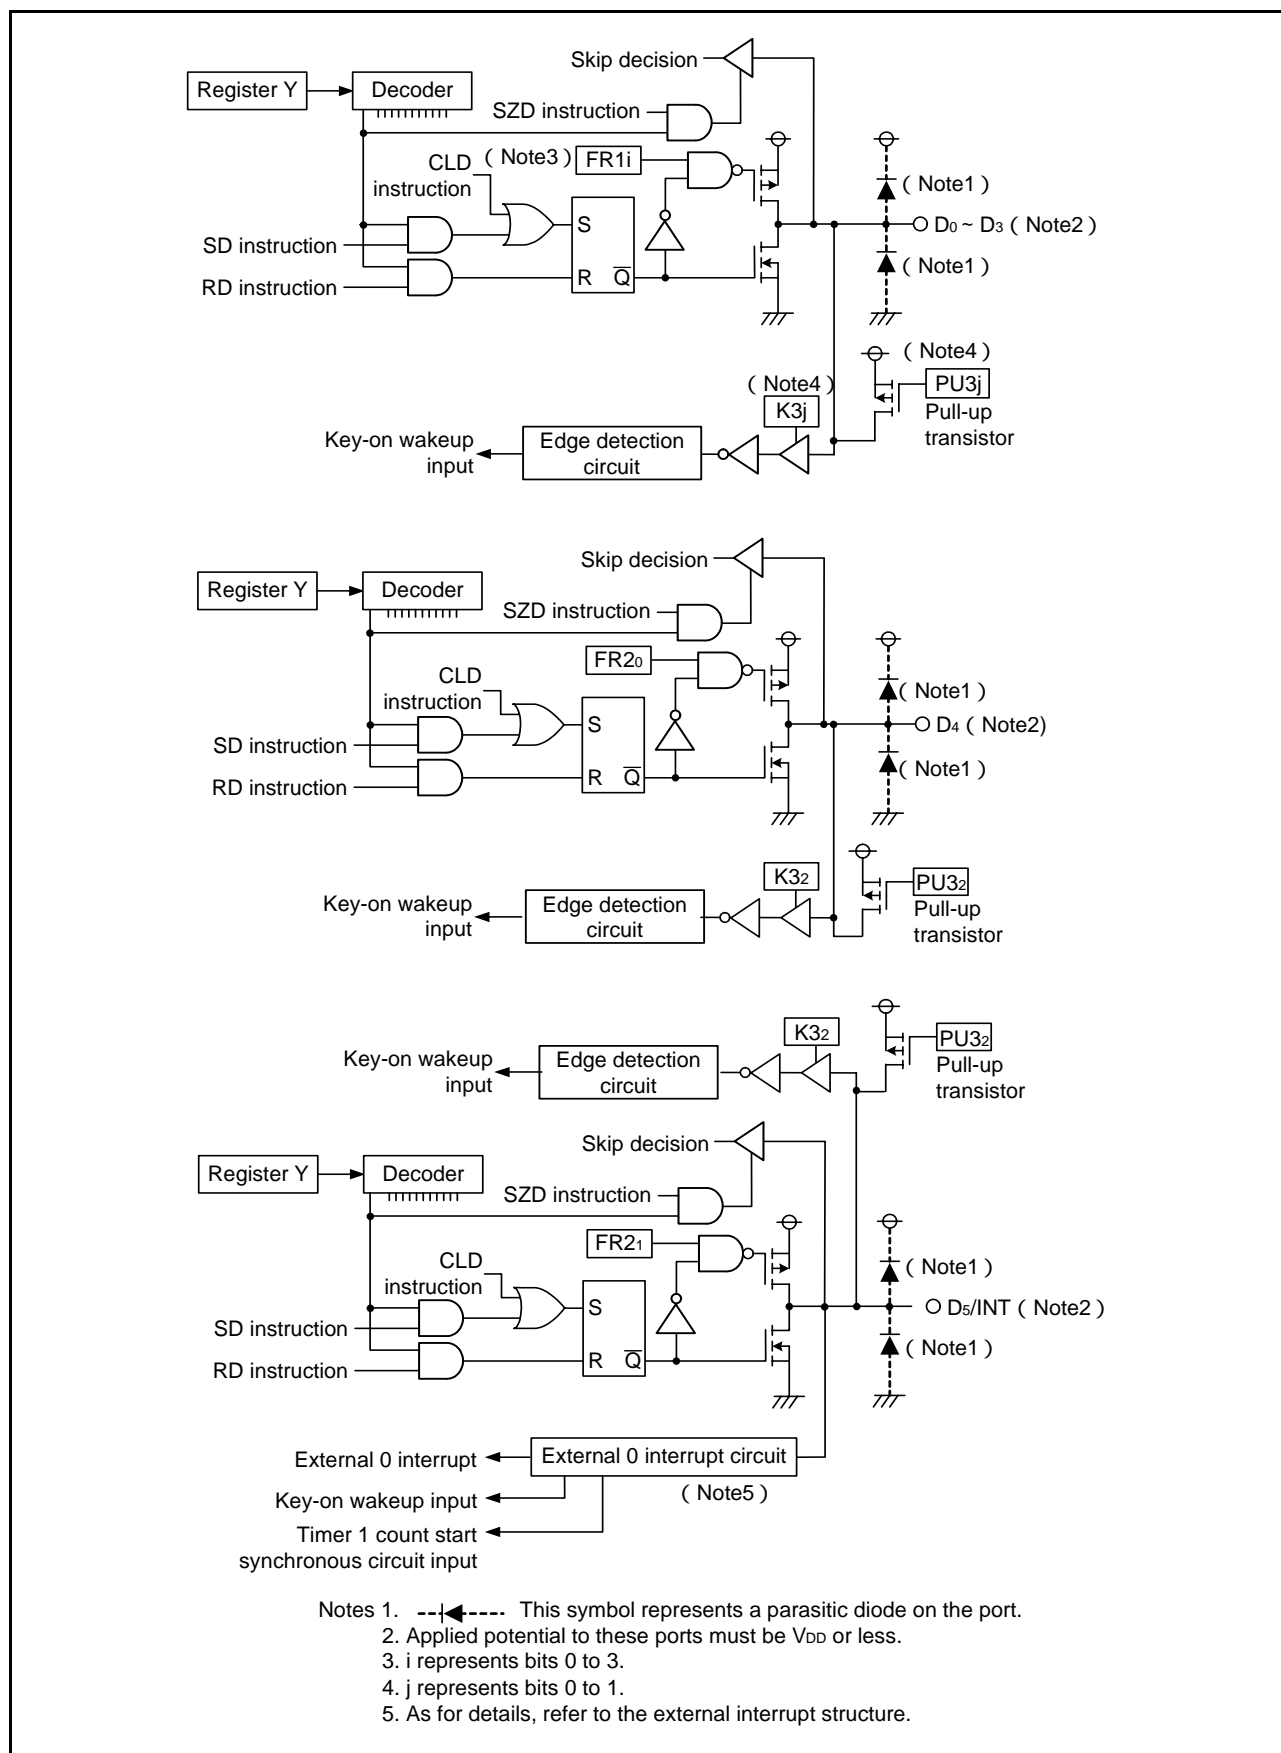 Skip decision
Register Y
Decoder
SZD instruction
CLD
instruction
( Note3 )
FR1i
S
R
Q̅
SD instruction
RD instruction
( Note1 )
D0 ~ D3 ( Note2 )
( Note1 )
( Note4 )
PU3j
Pull-up
transistor
( Note4 )
K3j
Edge detection
circuit
Key-on wakeup
input
Skip decision
Register Y
Decoder
SZD instruction
FR20
CLD
instruction
S
R
Q̅
SD instruction
RD instruction
( Note1 )
D4 ( Note2)
( Note1 )
K32
PU32
Pull-up
transistor
Edge detection
circuit
Key-on wakeup
input
K32
PU32
Pull-up
transistor
Edge detection
circuit
Key-on wakeup
input
Skip decision
Register Y
Decoder
SZD instruction
FR21
CLD
instruction
S
R
Q̅
SD instruction
RD instruction
( Note1 )
D5/INT ( Note2 )
( Note1 )
External 0 interrupt
External 0 interrupt circuit
( Note5 )
Key-on wakeup input
Timer 1 count start
synchronous circuit input
Notes 1. This symbol represents a parasitic diode on the port.
2. Applied potential to these ports must be VDD or less.
3. i represents bits 0 to 3.
4. j represents bits 0 to 1.
5. As for details, refer to the external interrupt structure.